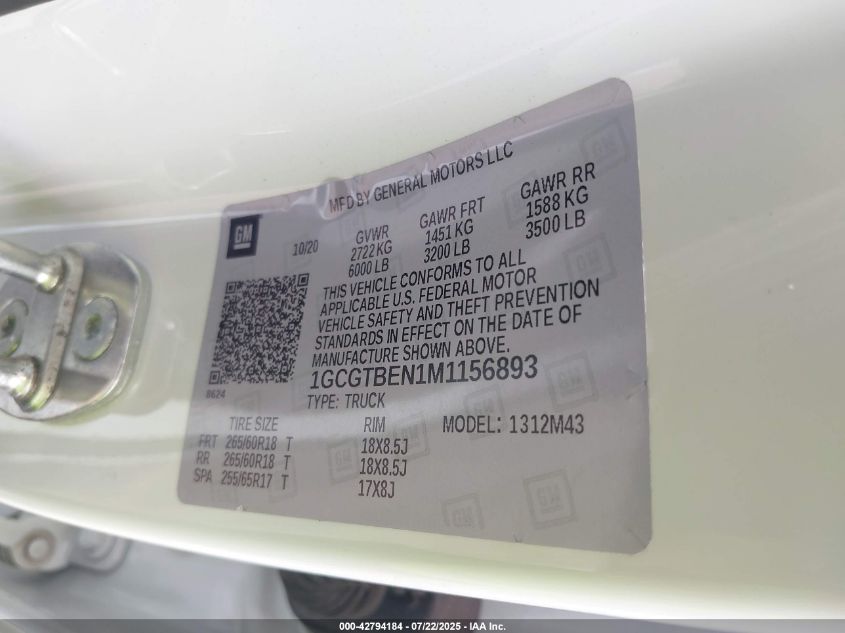 MFD BY GENERAL MOTORS LLC
GM
10/20
GVWR
2722 KG
6000 LB
GAWR FRT
1451 KG
3200 LB
GAWR RR
1588 KG
3500 LB
THIS VEHICLE CONFORMS TO ALL
APPLICABLE U.S. FEDERAL MOTOR
VEHICLE SAFETY AND THEFT PREVENTION
STANDARDS IN EFFECT ON THE DATE OF
MANUFACTURE SHOWN ABOVE.
8624
1GCGTBEN1M1156893
TYPE: TRUCK
MODEL: 1312M43
TIRE SIZE RIM
FRT 265/60R18 T 18X8.5J
RR 265/60R18 T 18X8.5J
SPA 255/65R17 T 17X8J
000-42794184 - 07/22/2025 - IAA Inc.